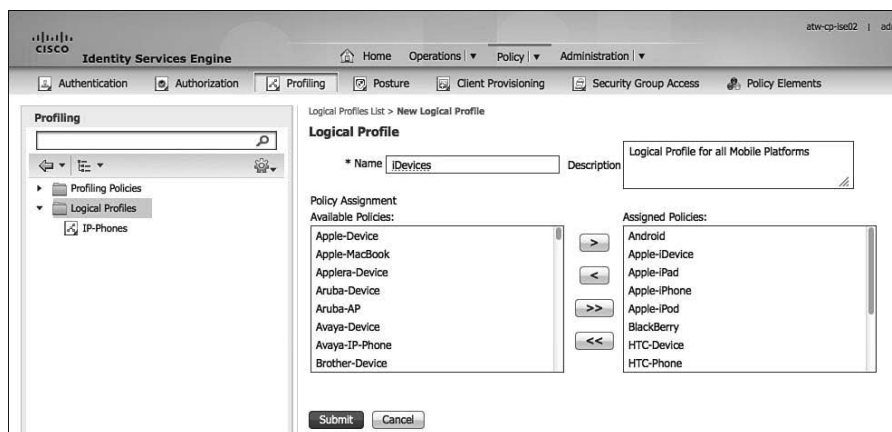 atw-cp-ise02 | adn
CISCO Identity Services Engine
Home Operations Policy Administration
Authentication Authorization Profiling Posture Client Provisioning Security Group Access Policy Elements
Profiling
Profiling Policies
Logical Profiles
IP-Phones
Logical Profiles List > New Logical Profile
Logical Profile
* Name iDevices
Description Logical Profile for all Mobile Platforms
Policy Assignment
Available Policies:
Apple-Device
Apple-MacBook
Applera-Device
Aruba-Device
Aruba-AP
Avaya-Device
Avaya-IP-Phone
Brother-Device
>
<
>>
<<
Assigned Policies:
Android
Apple-iDevice
Apple-iPad
Apple-iPhone
Apple-iPod
BlackBerry
HTC-Device
HTC-Phone
Submit Cancel